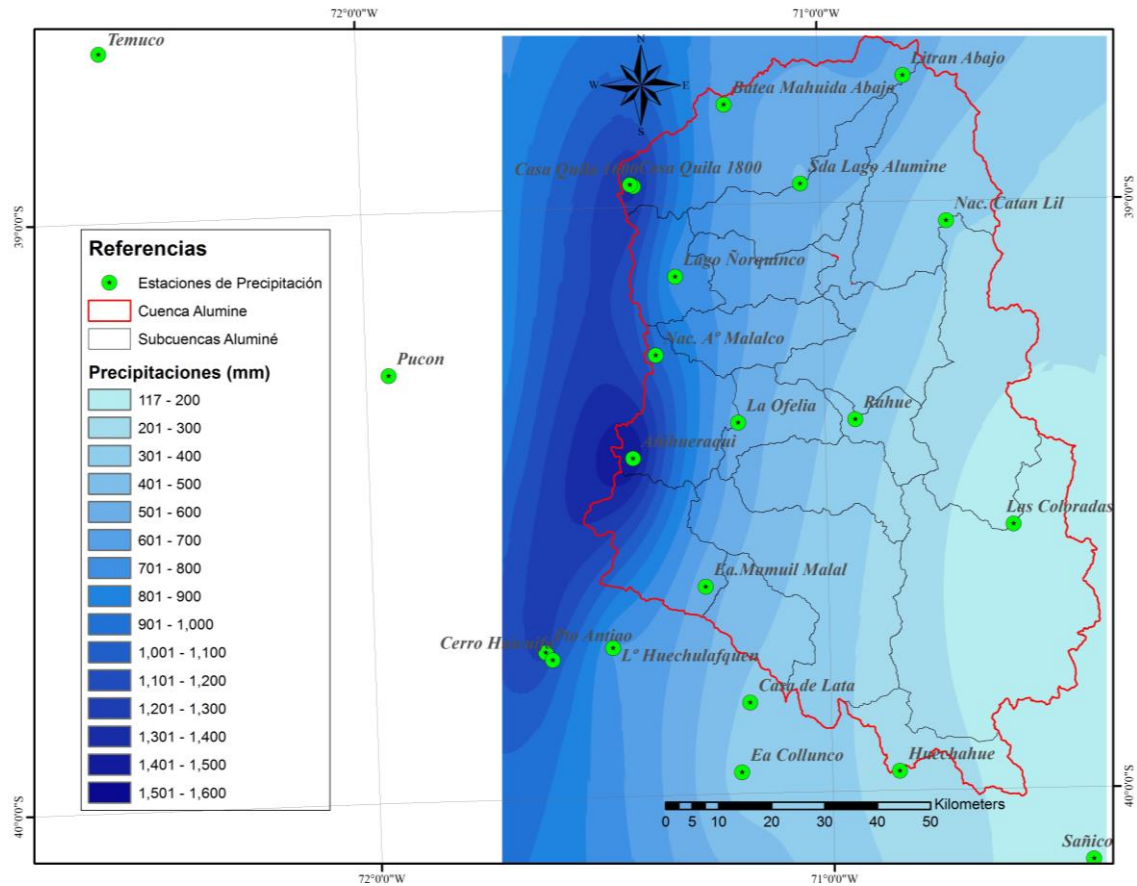 72°0'0"W
71°0'0"W
Temuco
N
W
E
S
Litran Abajo
Batea Mahuida Abajo
Casa Quila 1800
Sda Lago Alumine
Nac. Catan Lil
39°0'0"S
39°0'0"S
Lago Ñorquinco
Nac. Aº Malalco
Pucon
La Ofelia
Rahue
Las Coloradas
Ea.Mamuil Malal
Cerro
Pto Antiao
Lº Huechulafquen
Casa de Lata
Ea Collunco
Huechahue
Sañico
Referencias
Estaciones de Precipitación
Cuenca Alumine
Subcuencas Aluminé
Precipitaciones (mm)
117 - 200
201 - 300
301 - 400
401 - 500
501 - 600
601 - 700
701 - 800
801 - 900
901 - 1,000
1,001 - 1,100
1,101 - 1,200
1,201 - 1,300
1,301 - 1,400
1,401 - 1,500
1,501 - 1,600
Kilometers
0 5 10 20 30 40 50
40°0'0"S
40°0'0"S
72°0'0"W
71°0'0"W